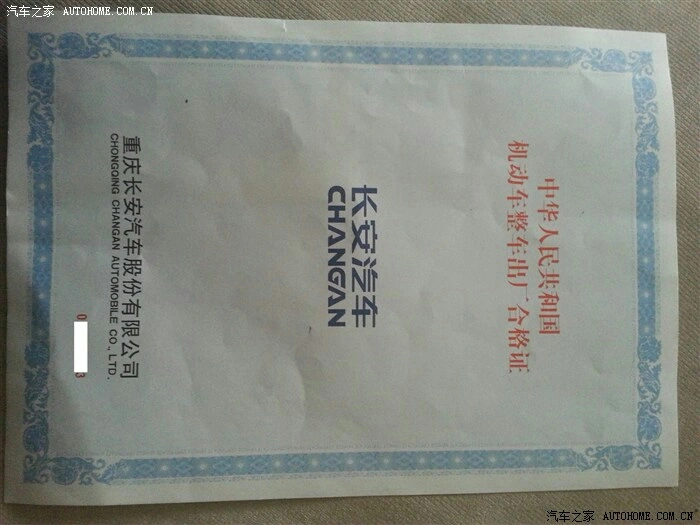 汽车之家 AUTOHOME.COM.CN
中华人民共和国
机动车整车出厂合格证
长安汽车
CHANGAN
重庆长安汽车股份有限公司
CHONGQING CHANGAN AUTOMOBILE CO., LTD.
0
3
汽车之家 AUTOHOME.COM.CN